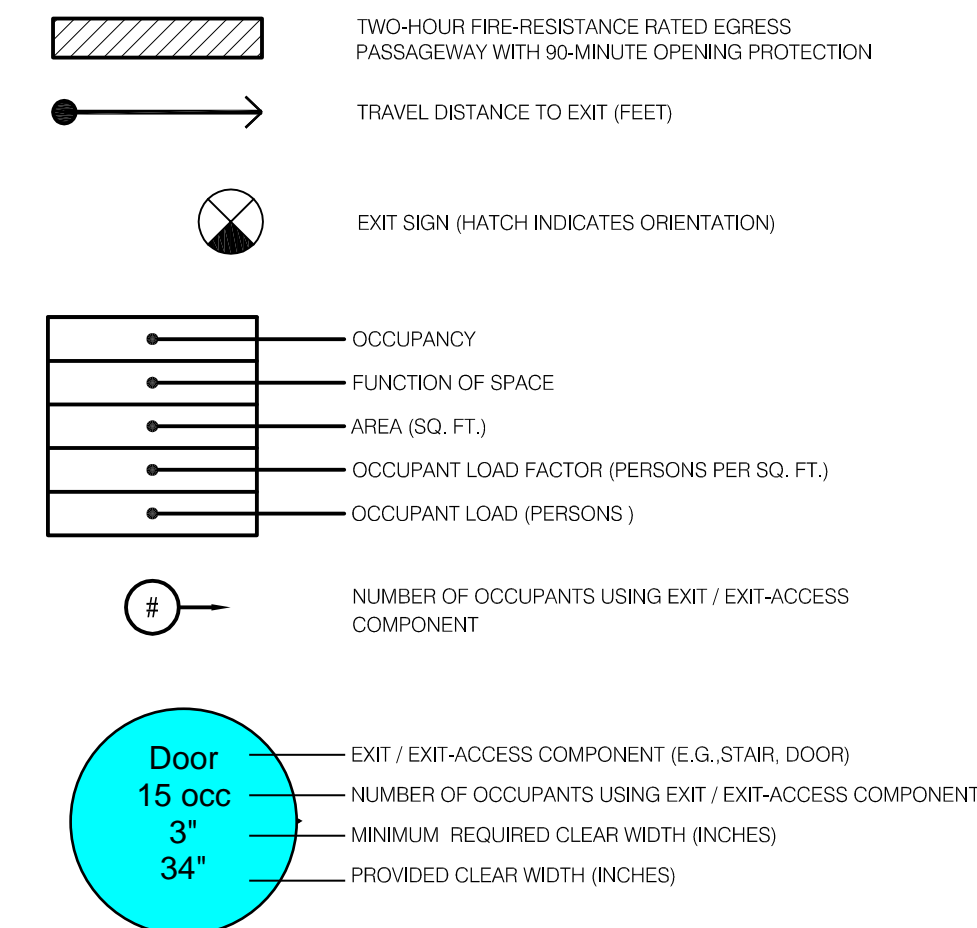 TWO-HOUR FIRE-RESISTANCE RATED EGRESS
PASSAGEWAY WITH 90-MINUTE OPENING PROTECTION
TRAVEL DISTANCE TO EXIT (FEET)
EXIT SIGN (HATCH INDICATES ORIENTATION)
OCCUPANCY
FUNCTION OF SPACE
AREA (SQ. FT.)
OCCUPANT LOAD FACTOR (PERSONS PER SQ. FT.)
OCCUPANT LOAD (PERSONS )
#
NUMBER OF OCCUPANTS USING EXIT / EXIT-ACCESS
COMPONENT
Door
EXIT / EXIT-ACCESS COMPONENT (E.G.,STAIR, DOOR)
15 occ
NUMBER OF OCCUPANTS USING EXIT / EXIT-ACCESS COMPONENT
3"
MINIMUM REQUIRED CLEAR WIDTH (INCHES)
34"
PROVIDED CLEAR WIDTH (INCHES)